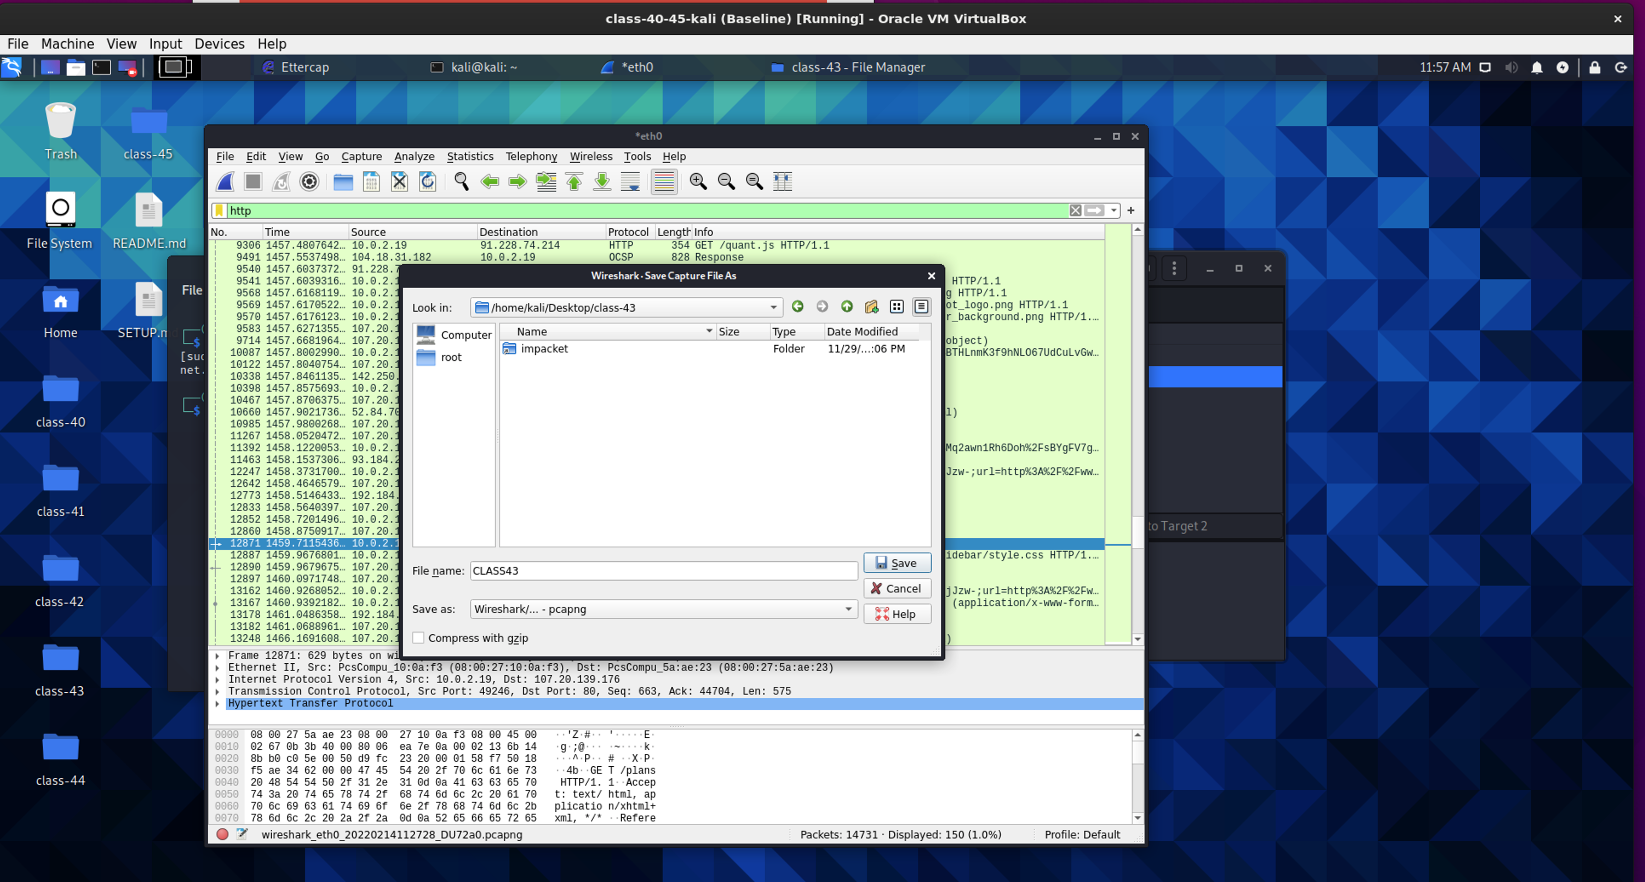 class-40-45-kali (Baseline) [Running] - Oracle VM VirtualBox
File Machine View Input Devices Help
Ettercap kali@kali: ~ *eth0 class-43 - File Manager 11:57 AM
Trash class-45
File System README.md
Home SETUP.m
class-40
class-41
class-42
class-43
class-44
File
[suc
net.
to Target 2
*eth0
File Edit View Go Capture Analyze Statistics Telephony Wireless Tools Help
http
No. Time Source Destination Protocol Length Info
9306 1457.4807642… 10.0.2.19 91.228.74.214 HTTP 354 GET /quant.js HTTP/1.1
9491 1457.5537498… 104.18.31.182 10.0.2.19 OCSP 828 Response
9540 1457.6037372… 91.228.7
9541 1457.6039316… 10.0.2.1 HTTP/1.1
9568 1457.6168119… 10.0.2.1 g HTTP/1.1
9569 1457.6170522… 10.0.2.1 ot_logo.png HTTP/1.1
9570 1457.6176123… 10.0.2.1 r_background.png HTTP/1.…
9583 1457.6271355… 107.20.1
9714 1457.6681964… 107.20.1 object)
10087 1457.8002990… 10.0.2.1 BTHLnmK3f9hNLO67UdCuLvGw…
10122 1457.8040754… 107.20.1
10338 1457.8461135… 142.250.
10398 1457.8575693… 10.0.2.1
10467 1457.8706375… 107.20.1
10660 1457.9021736… 52.84.70 l)
10985 1457.9800268… 107.20.1
11267 1458.0520472… 107.20.1
11392 1458.1220053… 10.0.2.1 Mq2awn1Rh6Doh%2FsBYgFV7g…
11463 1458.1537306… 93.184.2
12247 1458.3731700… 10.0.2.1 Jzw-;url=http%3A%2F%2Fww…
12642 1458.4646579… 107.20.1
12773 1458.5146433… 192.184.
12833 1458.5640397… 107.20.1
12852 1458.7201496… 10.0.2.1
12860 1458.8750917… 107.20.1
12871 1459.7115436… 10.0.2.1
12887 1459.9676801… 10.0.2.1 idebar/style.css HTTP/1.…
12890 1459.9679675… 107.20.1
12897 1460.0971748… 107.20.1
13162 1460.9268052… 10.0.2.1 jJzw-;url=http%3A%2F%2Fw…
13167 1460.9392182… 10.0.2.1 (application/x-www-form…
13178 1461.0486358… 192.184.
13182 1461.0688961… 107.20.1
13248 1466.1691608… 107.20.1 )
Wireshark · Save Capture File As
Look in: /home/kali/Desktop/class-43
Computer
root
Name Size Type Date Modified
impacket Folder 11/29/…:06 PM
File name: CLASS43 Save
Cancel
Save as: Wireshark/... - pcapng Help
Compress with gzip
Frame 12871: 629 bytes on wi
Ethernet II, Src: PcsCompu_10:0a:f3 (08:00:27:10:0a:f3), Dst: PcsCompu_5a:ae:23 (08:00:27:5a:ae:23)
Internet Protocol Version 4, Src: 10.0.2.19, Dst: 107.20.139.176
Transmission Control Protocol, Src Port: 49246, Dst Port: 80, Seq: 663, Ack: 44704, Len: 575
Hypertext Transfer Protocol
0000 08 00 27 5a ae 23 08 00 27 10 0a f3 08 00 45 00 ··'Z·#·· '·····E·
0010 02 67 0b 3b 40 00 80 06 ea 7e 0a 00 02 13 6b 14 ·g·;@··· ·~····k·
0020 8b b0 c0 5e 00 50 d9 fc 23 20 00 01 58 f7 50 18 ···^·P·· # ··X·P·
0030 f5 ae 34 62 00 00 47 45 54 20 2f 70 6c 61 6e 73 ··4b··GE T /plans
0040 20 48 54 54 50 2f 31 2e 31 0d 0a 41 63 63 65 70 HTTP/1. 1··Accep
0050 74 3a 20 74 65 78 74 2f 68 74 6d 6c 2c 20 61 70 t: text/ html, ap
0060 70 6c 69 63 61 74 69 6f 6e 2f 78 68 74 6d 6c 2b plicatio n/xhtml+
0070 78 6d 6c 2c 20 2a 2f 2a 0d 0a 52 65 66 65 72 65 xml, */* ··Refere
wireshark_eth0_20220214112728_DU72a0.pcapng Packets: 14731 · Displayed: 150 (1.0%) Profile: Default